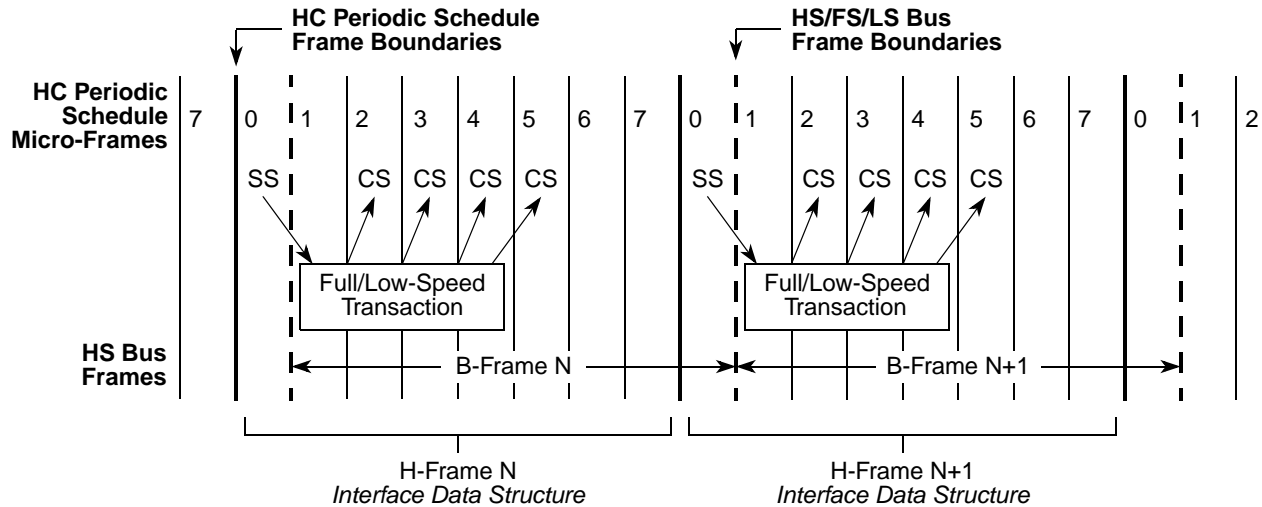 HC Periodic Schedule
Frame Boundaries
HS/FS/LS Bus
Frame Boundaries
HC Periodic
Schedule
Micro-Frames
7 0 1 2 3 4 5 6 7 0 1 2 3 4 5 6 7 0 1 2
SS CS CS CS CS SS CS CS CS CS
Full/Low-Speed
Transaction
Full/Low-Speed
Transaction
HS Bus
Frames
B-Frame N
B-Frame N+1
H-Frame N
Interface Data Structure
H-Frame N+1
Interface Data Structure